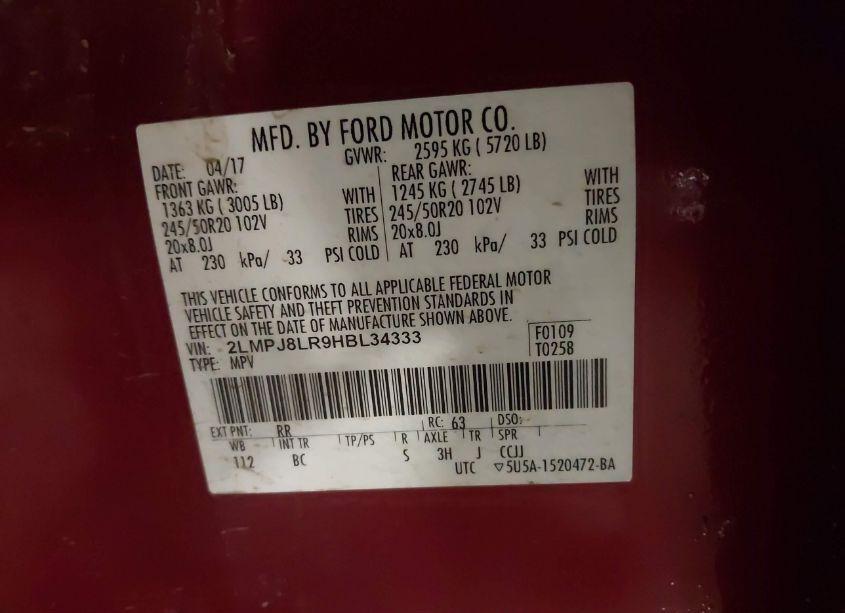 MFD. BY FORD MOTOR CO.
DATE: 04/17 GVWR: 2595 KG ( 5720 LB)
FRONT GAWR: REAR GAWR:
1363 KG ( 3005 LB) WITH 1245 KG ( 2745 LB) WITH
245/50R20 102V TIRES 245/50R20 102V TIRES
20x8.0J RIMS 20x8.0J RIMS
AT 230 kPa/ 33 PSI COLD AT 230 kPa/ 33 PSI COLD
THIS VEHICLE CONFORMS TO ALL APPLICABLE FEDERAL MOTOR
VEHICLE SAFETY AND THEFT PREVENTION STANDARDS IN
EFFECT ON THE DATE OF MANUFACTURE SHOWN ABOVE.
VIN: 2LMPJ8LR9HBL34333 F0109
TYPE: MPV T0258
EXT PNT: RR RC: 63 DSO:
WB INT TR TP/PS R AXLE TR SPR
112 BC S 3H J CCJJ
UTC ▽5U5A-1520472-BA